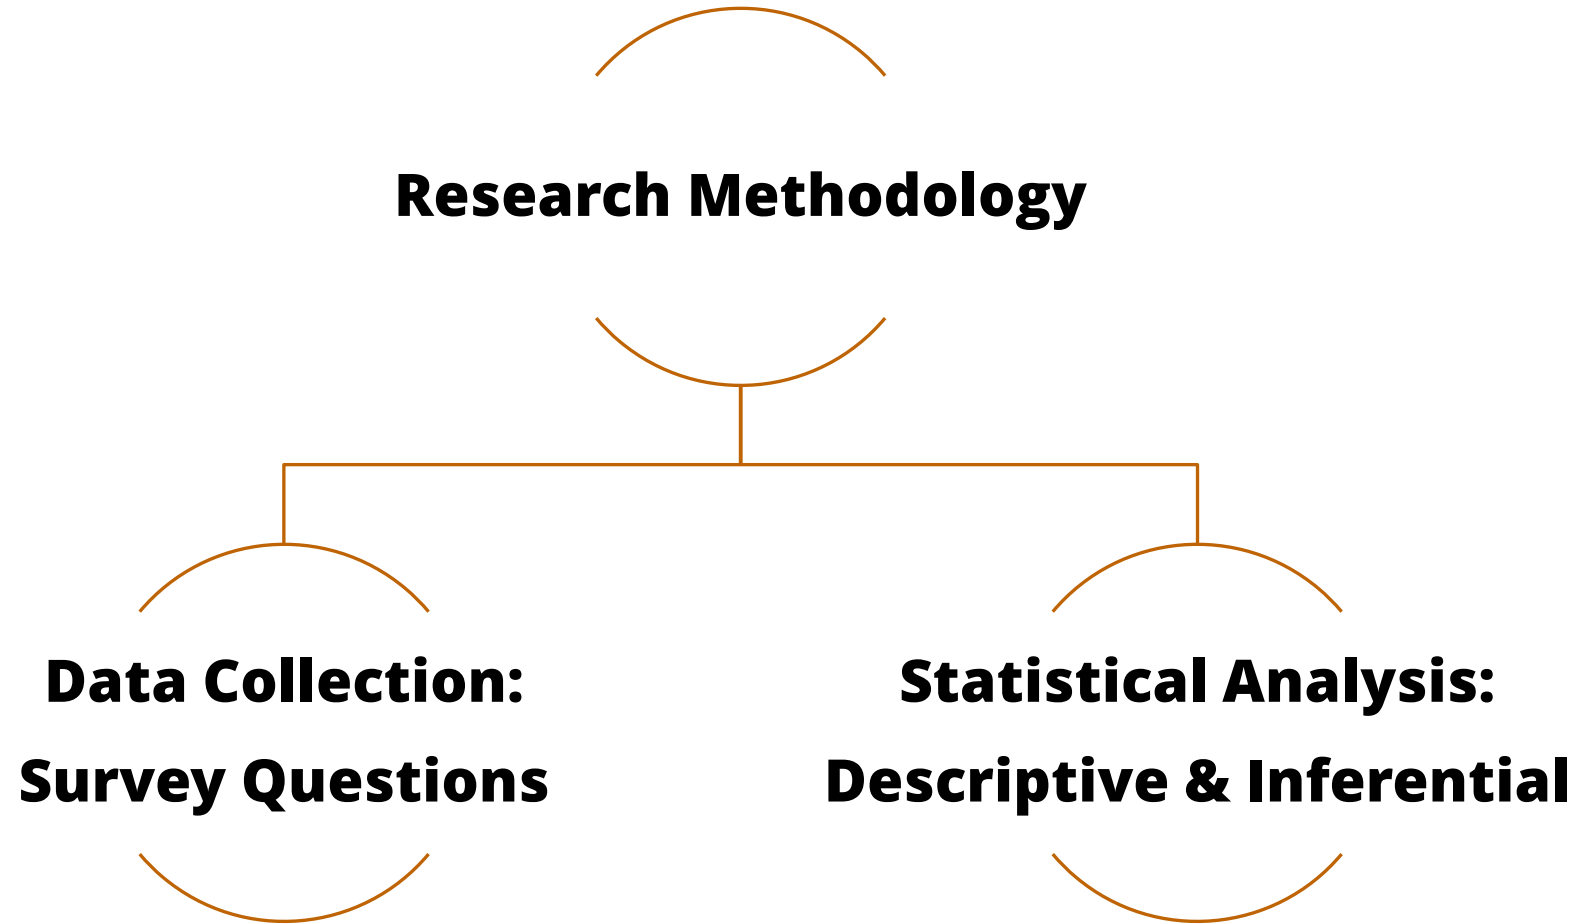 Research Methodology
Data Collection:
Survey Questions
Statistical Analysis:
Descriptive & Inferential